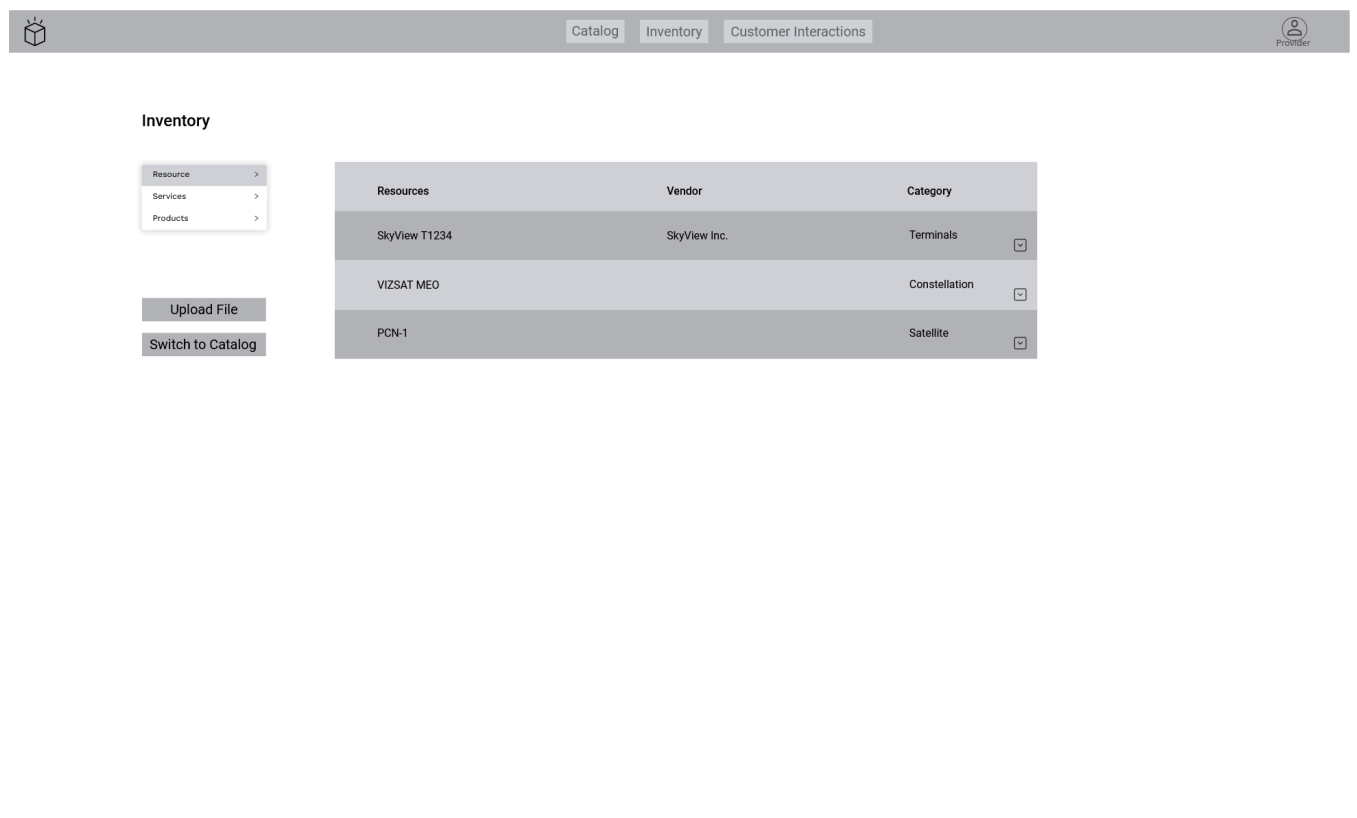 Catalog Inventory Customer Interactions
Provider
Inventory
Resource >
Services >
Products >
Upload File
Switch to Catalog
Resources Vendor Category
SkyView T1234 SkyView Inc. Terminals
VIZSAT MEO Constellation
PCN-1 Satellite